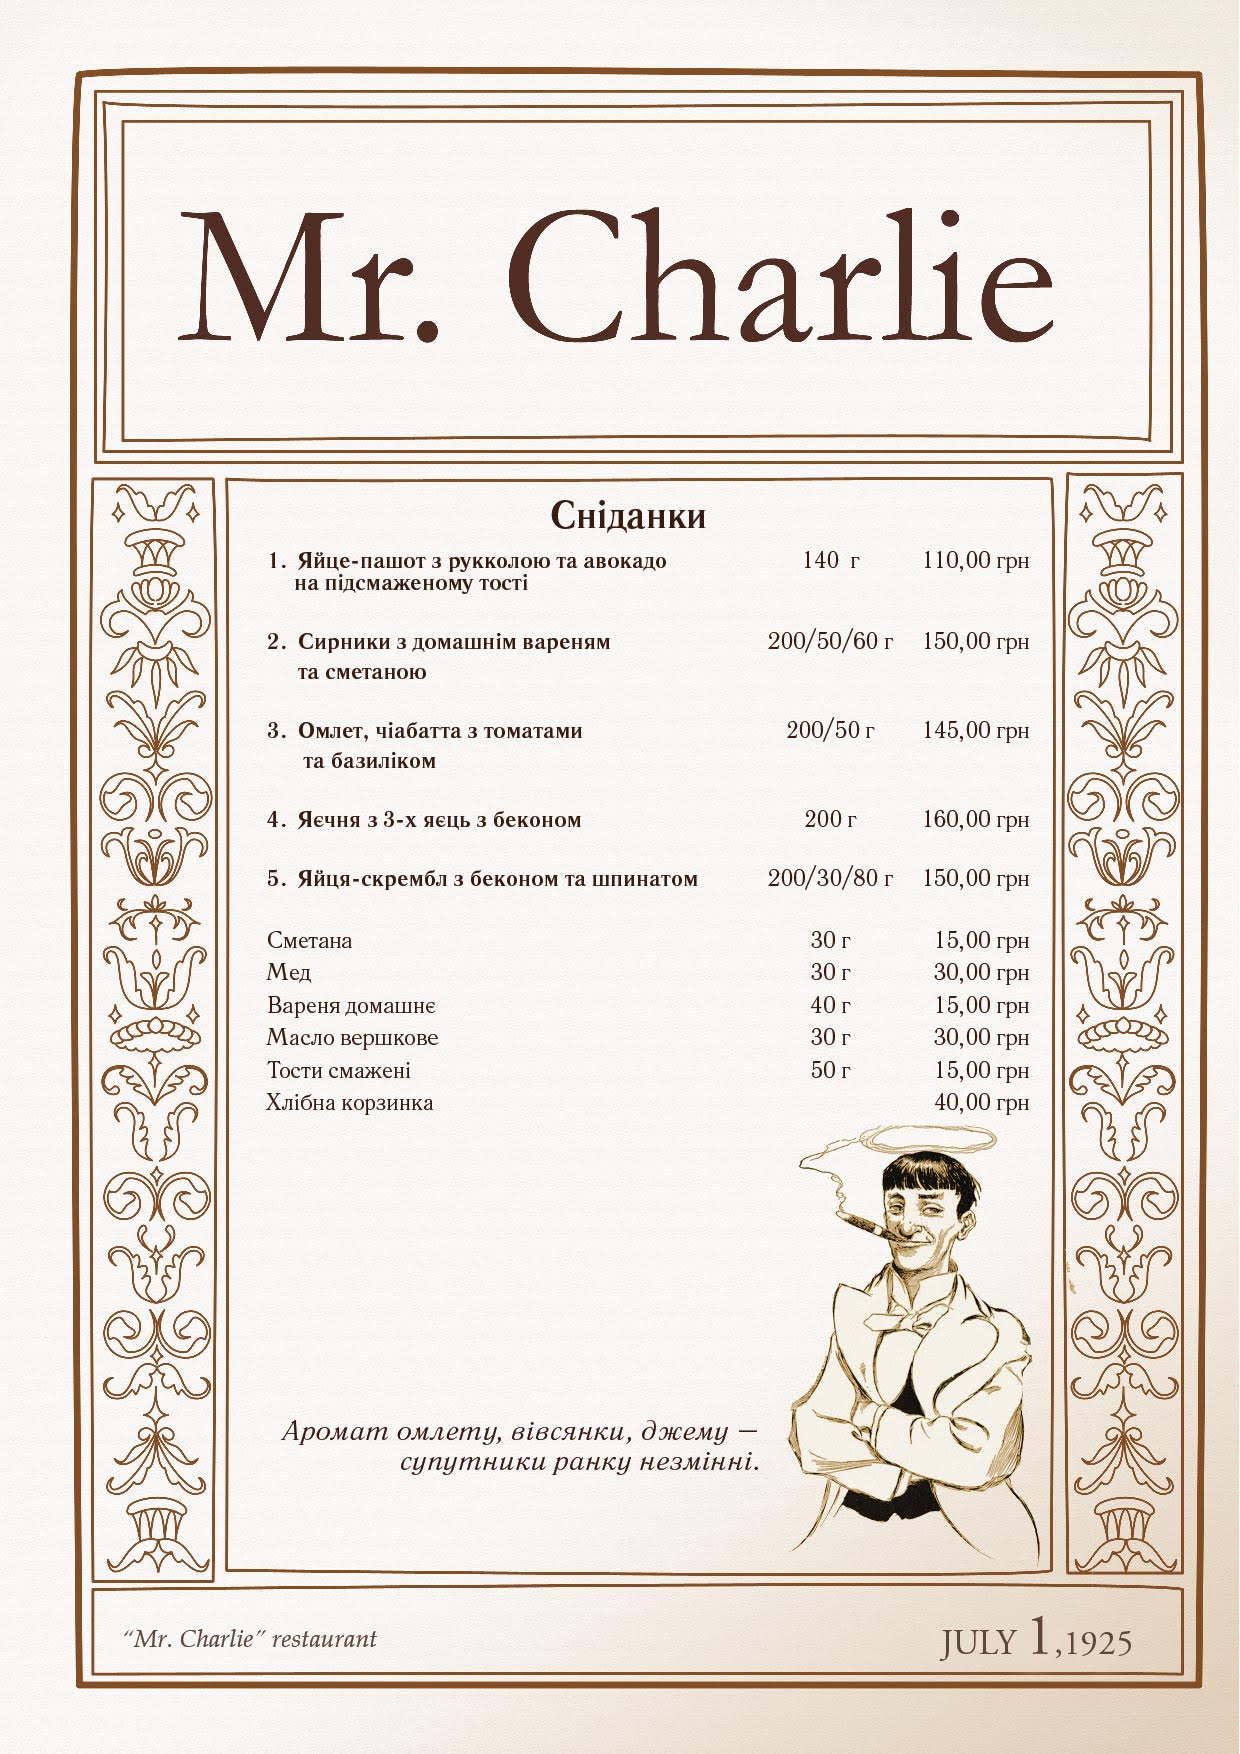 Mr. Charlie
Сніданки
1. Яйце-пашот з рукколою та авокадо 140 г 110,00 грн
на підсмаженому тості
2. Сирники з домашнім вареням 200/50/60 г 150,00 грн
та сметаною
3. Омлет, чіабатта з томатами 200/50 г 145,00 грн
та базиліком
4. Яєчня з 3-х яєць з беконом 200 г 160,00 грн
5. Яйця-скрембл з беконом та шпинатом 200/30/80 г 150,00 грн
Сметана 30 г 15,00 грн
Мед 30 г 30,00 грн
Вареня домашнє 40 г 15,00 грн
Масло вершкове 30 г 30,00 грн
Тости смажені 50 г 15,00 грн
Хлібна корзинка 40,00 грн
Аромат омлету, вівсянки, джему —
супутники ранку незмінні.
“Mr. Charlie” restaurant JULY 1,1925